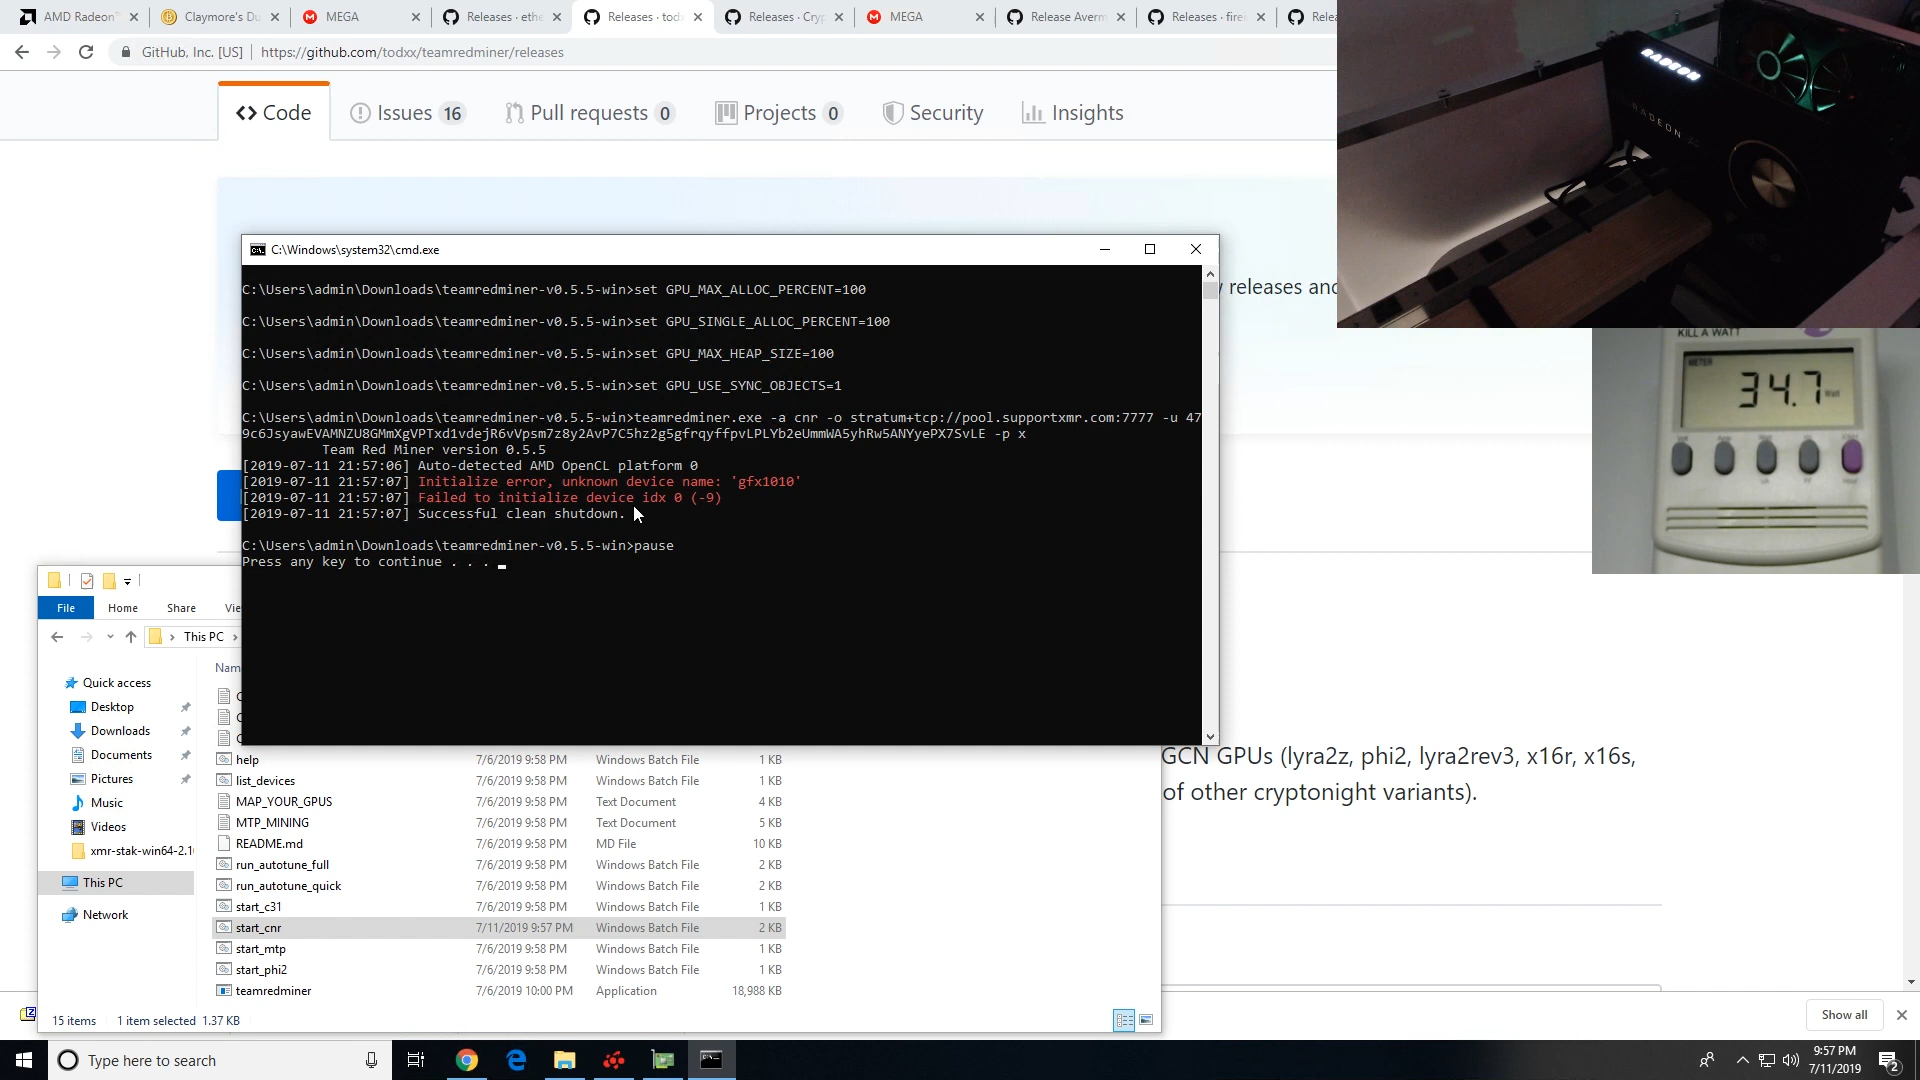 AMD Radeon™
Claymore's Du
MEGA
Releases · ethe
Releases · todx
Releases · Cryp
MEGA
Release Averm
Releases · fire
Relea
GitHub, Inc. [US] | https://github.com/todxx/teamredminer/releases
Code
Issues 16
Pull requests 0
Projects 0
Security
Insights
RADEON
RADEON
y releases and
KILL A WATT
METER
34.7 Watt
C:\Windows\system32\cmd.exe
C:\Users\admin\Downloads\teamredminer-v0.5.5-win>set GPU_MAX_ALLOC_PERCENT=100
C:\Users\admin\Downloads\teamredminer-v0.5.5-win>set GPU_SINGLE_ALLOC_PERCENT=100
C:\Users\admin\Downloads\teamredminer-v0.5.5-win>set GPU_MAX_HEAP_SIZE=100
C:\Users\admin\Downloads\teamredminer-v0.5.5-win>set GPU_USE_SYNC_OBJECTS=1
C:\Users\admin\Downloads\teamredminer-v0.5.5-win>teamredminer.exe -a cnr -o stratum+tcp://pool.supportxmr.com:7777 -u 47
9c6JsyawEVAMNZU8GMmXgVPTxd1vdejR6vVpsm7z8y2AvP7C5hz2g5gfrqyffpvLPLYb2eUmmWA5yhRw5ANYyePX7SvLE -p x
Team Red Miner version 0.5.5
[2019-07-11 21:57:06] Auto-detected AMD OpenCL platform 0
[2019-07-11 21:57:07] Initialize error, unknown device name: 'gfx1010'
[2019-07-11 21:57:07] Failed to initialize device idx 0 (-9)
[2019-07-11 21:57:07] Successful clean shutdown.
C:\Users\admin\Downloads\teamredminer-v0.5.5-win>pause
Press any key to continue . . .
File
Home
Share
Vie
This PC
Nam
Quick access
Desktop
Downloads
Documents
Pictures
Music
Videos
xmr-stak-win64-2.1
This PC
Network
help 7/6/2019 9:58 PM Windows Batch File 1 KB
list_devices 7/6/2019 9:58 PM Windows Batch File 1 KB
MAP_YOUR_GPUS 7/6/2019 9:58 PM Text Document 4 KB
MTP_MINING 7/6/2019 9:58 PM Text Document 5 KB
README.md 7/6/2019 9:58 PM MD File 10 KB
run_autotune_full 7/6/2019 9:58 PM Windows Batch File 2 KB
run_autotune_quick 7/6/2019 9:58 PM Windows Batch File 2 KB
start_c31 7/6/2019 9:58 PM Windows Batch File 1 KB
start_cnr 7/11/2019 9:57 PM Windows Batch File 2 KB
start_mtp 7/6/2019 9:58 PM Windows Batch File 1 KB
start_phi2 7/6/2019 9:58 PM Windows Batch File 1 KB
teamredminer 7/6/2019 10:00 PM Application 18,988 KB
15 items
1 item selected 1.37 KB
GCN GPUs (lyra2z, phi2, lyra2rev3, x16r, x16s,
of other cryptonight variants).
Show all
Type here to search
9:57 PM
7/11/2019
2